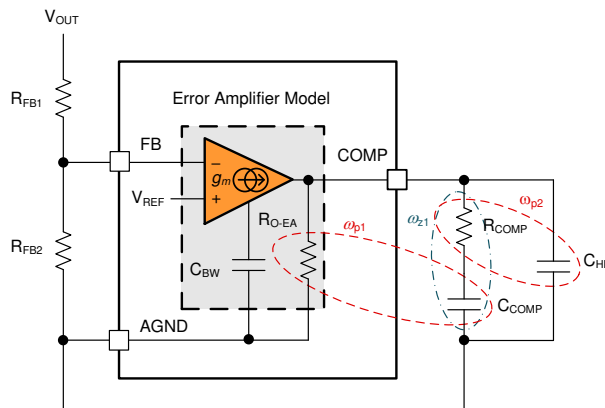 VOUT
RFB1
Error Amplifier Model
FB
COMP
−
gm
+
VREF
RO-EA
ωp1
ωz1
ωp2
RCOMP
RFB2
CBW
CCOMP
AGND